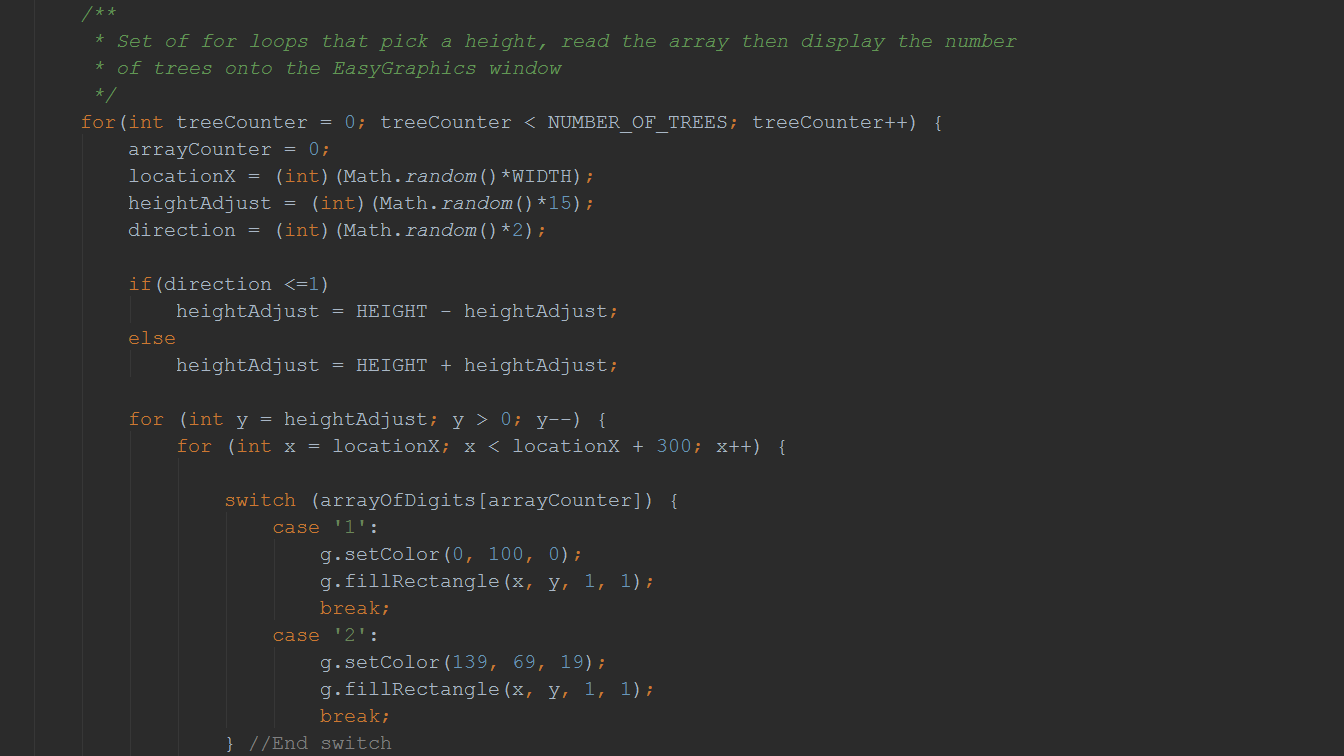 /**
 * Set of for loops that pick a height, read the array then display the number
 * of trees onto the EasyGraphics window
 */
for(int treeCounter = 0; treeCounter < NUMBER_OF_TREES; treeCounter++) {
    arrayCounter = 0;
    locationX = (int)(Math.random()*WIDTH);
    heightAdjust = (int)(Math.random()*15);
    direction = (int)(Math.random()*2);

    if(direction <=1)
        heightAdjust = HEIGHT - heightAdjust;
    else
        heightAdjust = HEIGHT + heightAdjust;

    for (int y = heightAdjust; y > 0; y--) {
        for (int x = locationX; x < locationX + 300; x++) {

            switch (arrayOfDigits[arrayCounter]) {
                case '1':
                    g.setColor(0, 100, 0);
                    g.fillRectangle(x, y, 1, 1);
                    break;
                case '2':
                    g.setColor(139, 69, 19);
                    g.fillRectangle(x, y, 1, 1);
                    break;
            } //End switch